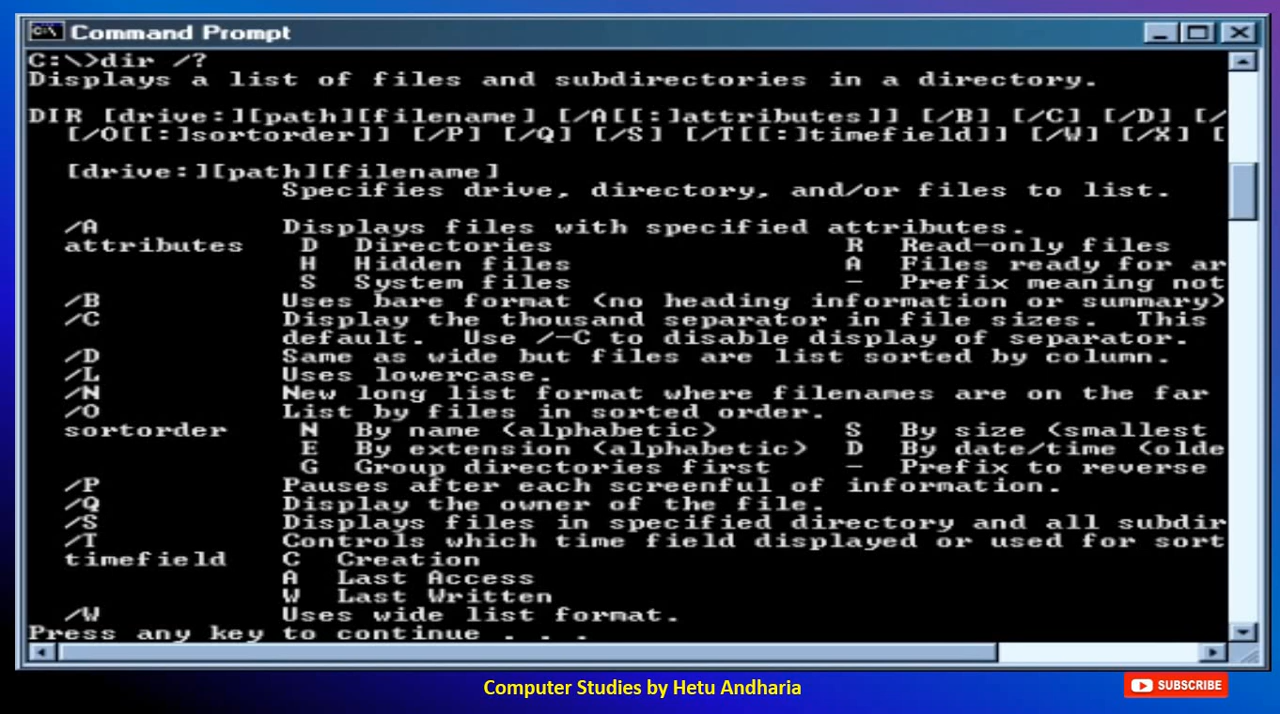 Command Prompt
C:\>dir /?
Displays a list of files and subdirectories in a directory.
DIR [drive:][path][filename] [/A[[:]attributes]] [/B] [/C] [/D] [/
[/O[[:]sortorder]] [/P] [/Q] [/S] [/T[[:]timefield]] [/W] [/X] [
[drive:][path][filename]
Specifies drive, directory, and/or files to list.
/A Displays files with specified attributes.
attributes D Directories R Read-only files
H Hidden files A Files ready for ar
S System files - Prefix meaning not
/B Uses bare format (no heading information or summary)
/C Display the thousand separator in file sizes. This
default. Use /-C to disable display of separator.
/D Same as wide but files are list sorted by column.
/L Uses lowercase.
/N New long list format where filenames are on the far
/O List by files in sorted order.
sortorder N By name (alphabetic) S By size (smallest
E By extension (alphabetic) D By date/time (olde
G Group directories first - Prefix to reverse
/P Pauses after each screenful of information.
/Q Display the owner of the file.
/S Displays files in specified directory and all subdir
/T Controls which time field displayed or used for sort
timefield C Creation
A Last Access
W Last Written
/W Uses wide list format.
Press any key to continue . . .
Computer Studies by Hetu Andharia
SUBSCRIBE